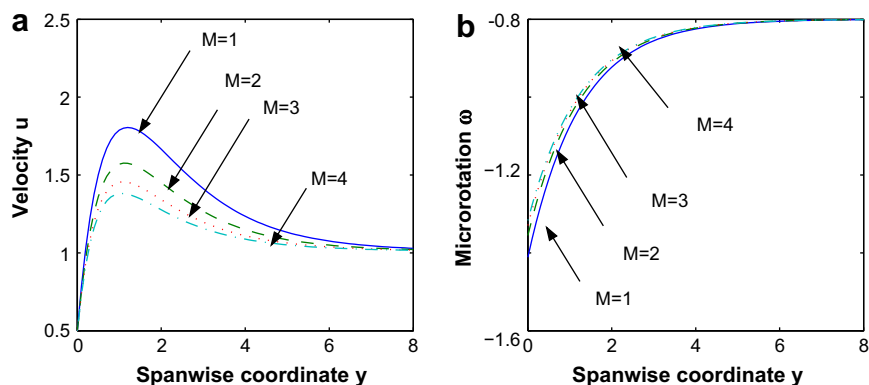 a
2.5
M=1
M=2
M=3
M=4
2
1.5
1
0.5
Velocity u
0 2 4 6 8
Spanwise coordinate y
b
-0.8
-1.2
−1.6
Microrotation ω
M=4
M=3
M=2
M=1
0 2 4 6 8
Spanwise coordinate y